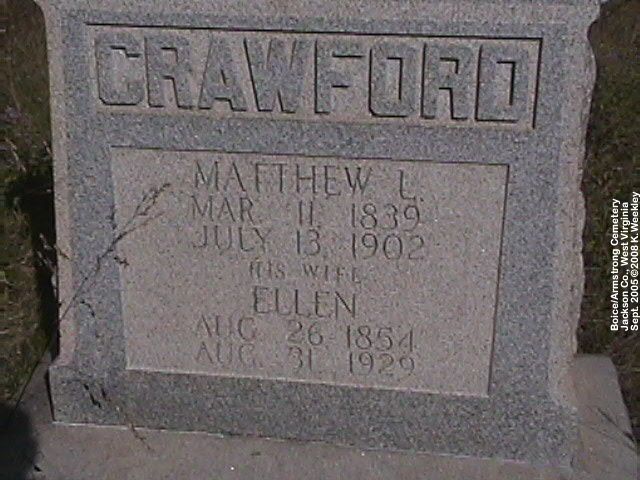 CRAWFORD
MATTHEW L.
MAR. 11, 1839
JULY 13, 1902
HIS WIFE
ELLEN
AUG. 26, 1854
AUG. 31, 1929
Boice/Armstrong Cemetery
Jackson Co., West Virginia
Sept. 2005 ©2008 K. Weekley